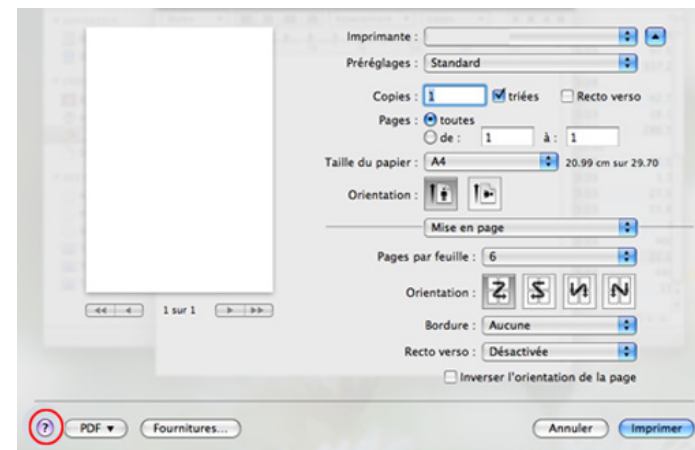 Imprimante :
Préréglages : Standard
Copies : 1 triées Recto verso
Pages : toutes
de : 1 à : 1
Taille du papier : A4 20.99 cm sur 29.70
Orientation :
Mise en page
Pages par feuille : 6
Orientation :
1 sur 1
Bordure : Aucune
Recto verso : Désactivée
Inverser l'orientation de la page
? PDF Fournitures... Annuler Imprimer